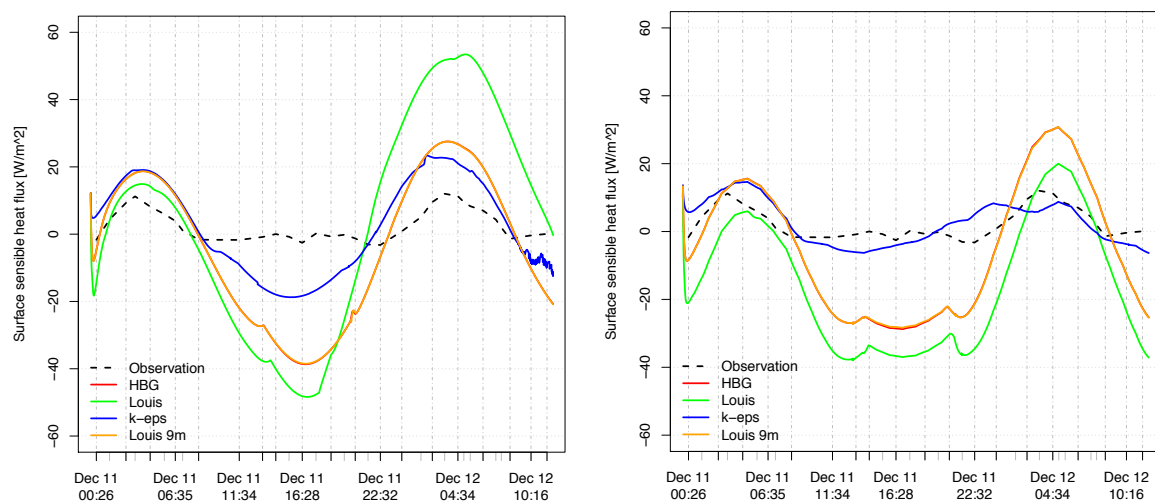 Surface sensible heat flux [W/m^2]
60
40
20
0
−20
−40
−60
Observation
HBG
Louis
k−eps
Louis 9m
Dec 11
00:26
Dec 11
06:35
Dec 11
11:34
Dec 11
16:28
Dec 11
22:32
Dec 12
04:34
Dec 12
10:16
Surface sensible heat flux [W/m^2]
60
40
20
0
−20
−40
−60
Observation
HBG
Louis
k−eps
Louis 9m
Dec 11
00:26
Dec 11
06:35
Dec 11
11:34
Dec 11
16:28
Dec 11
22:32
Dec 12
04:34
Dec 12
10:16